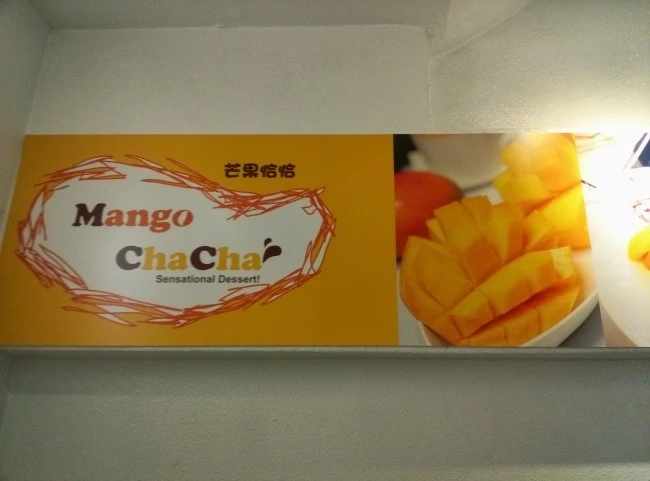 芒果恰恰
Mango
ChaCha
Sensational Dessert!